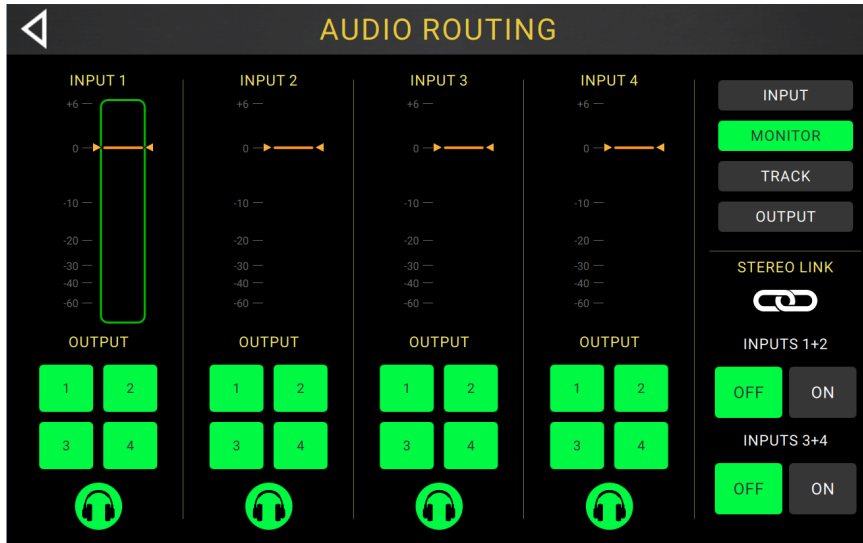 AUDIO ROUTING
INPUT 1
+6
0
-10
-20
-30
-40
-60
OUTPUT
1 2
3 4
INPUT 2
+6
0
-10
-20
-30
-40
-60
OUTPUT
1 2
3 4
INPUT 3
+6
0
-10
-20
-30
-40
-60
OUTPUT
1 2
3 4
INPUT 4
+6
0
-10
-20
-30
-40
-60
OUTPUT
1 2
3 4
INPUT
MONITOR
TRACK
OUTPUT
STEREO LINK
INPUTS 1+2
OFF ON
INPUTS 3+4
OFF ON